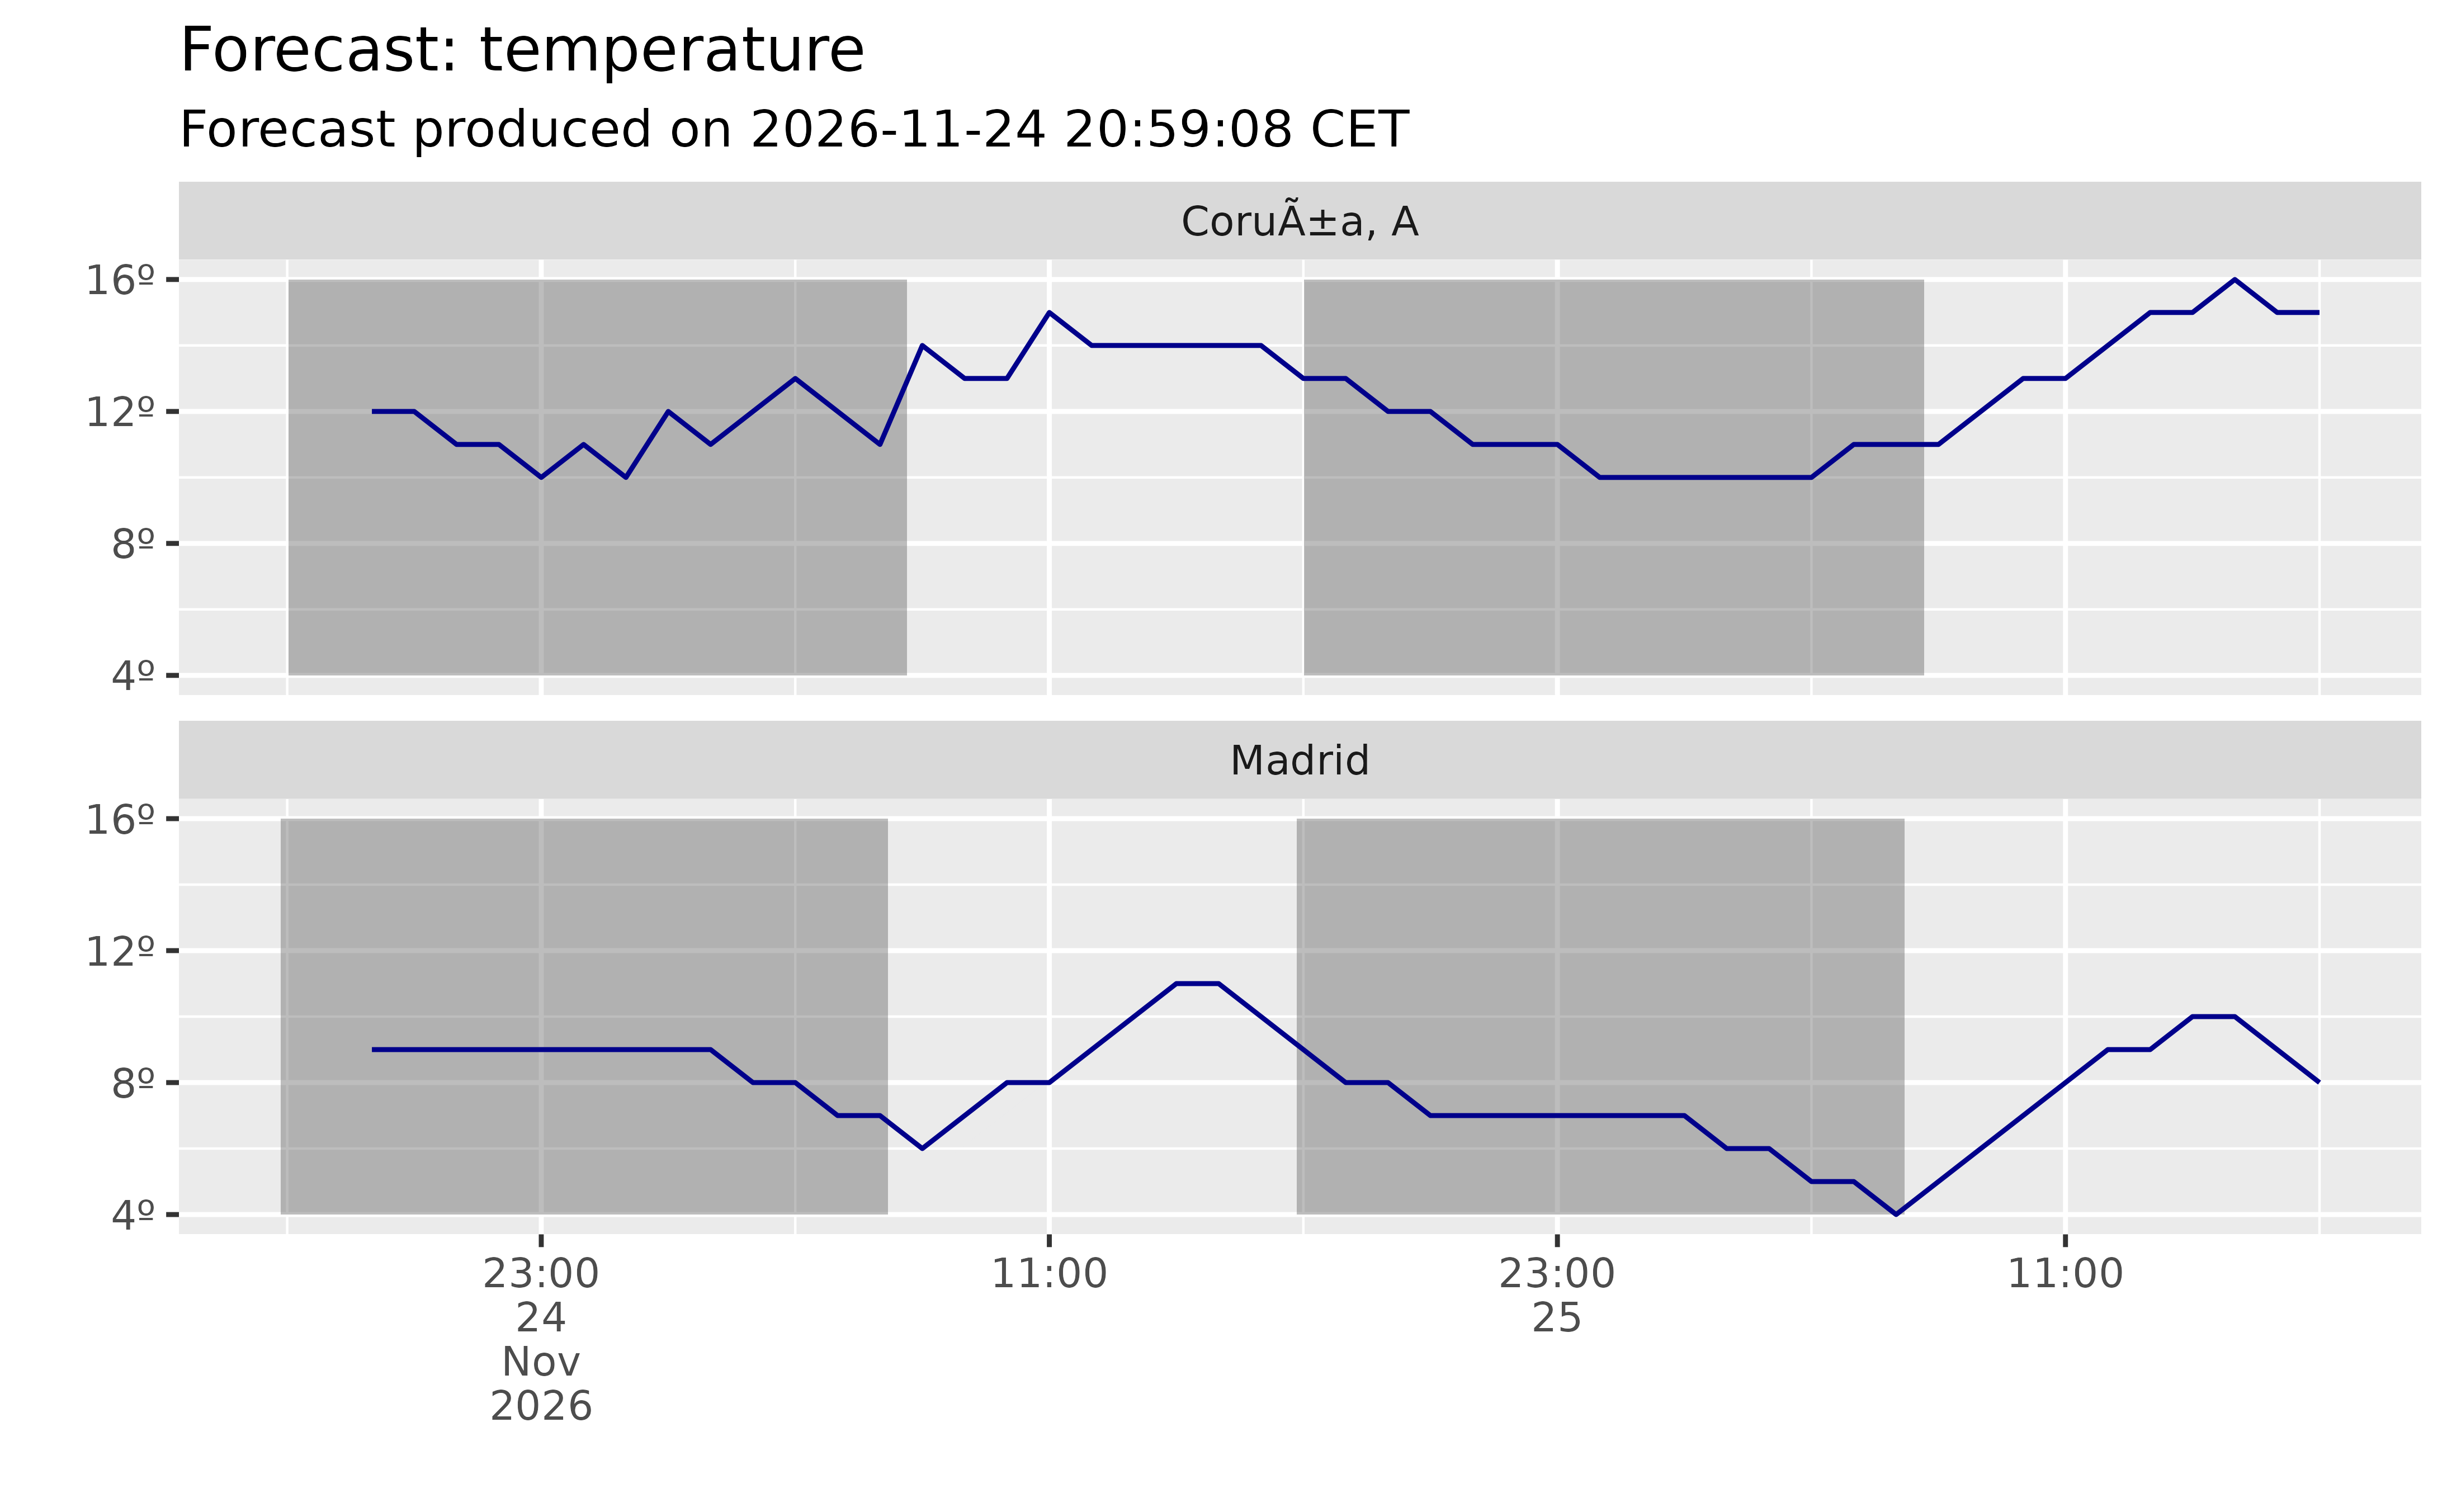 Forecast: temperature
Forecast produced on 2026-11-24 20:59:08 CET
CoruÃ±a, A
16º
12º
8º
4º
Madrid
16º
12º
8º
4º
23:00 11:00 23:00 11:00
24 25
Nov
2026